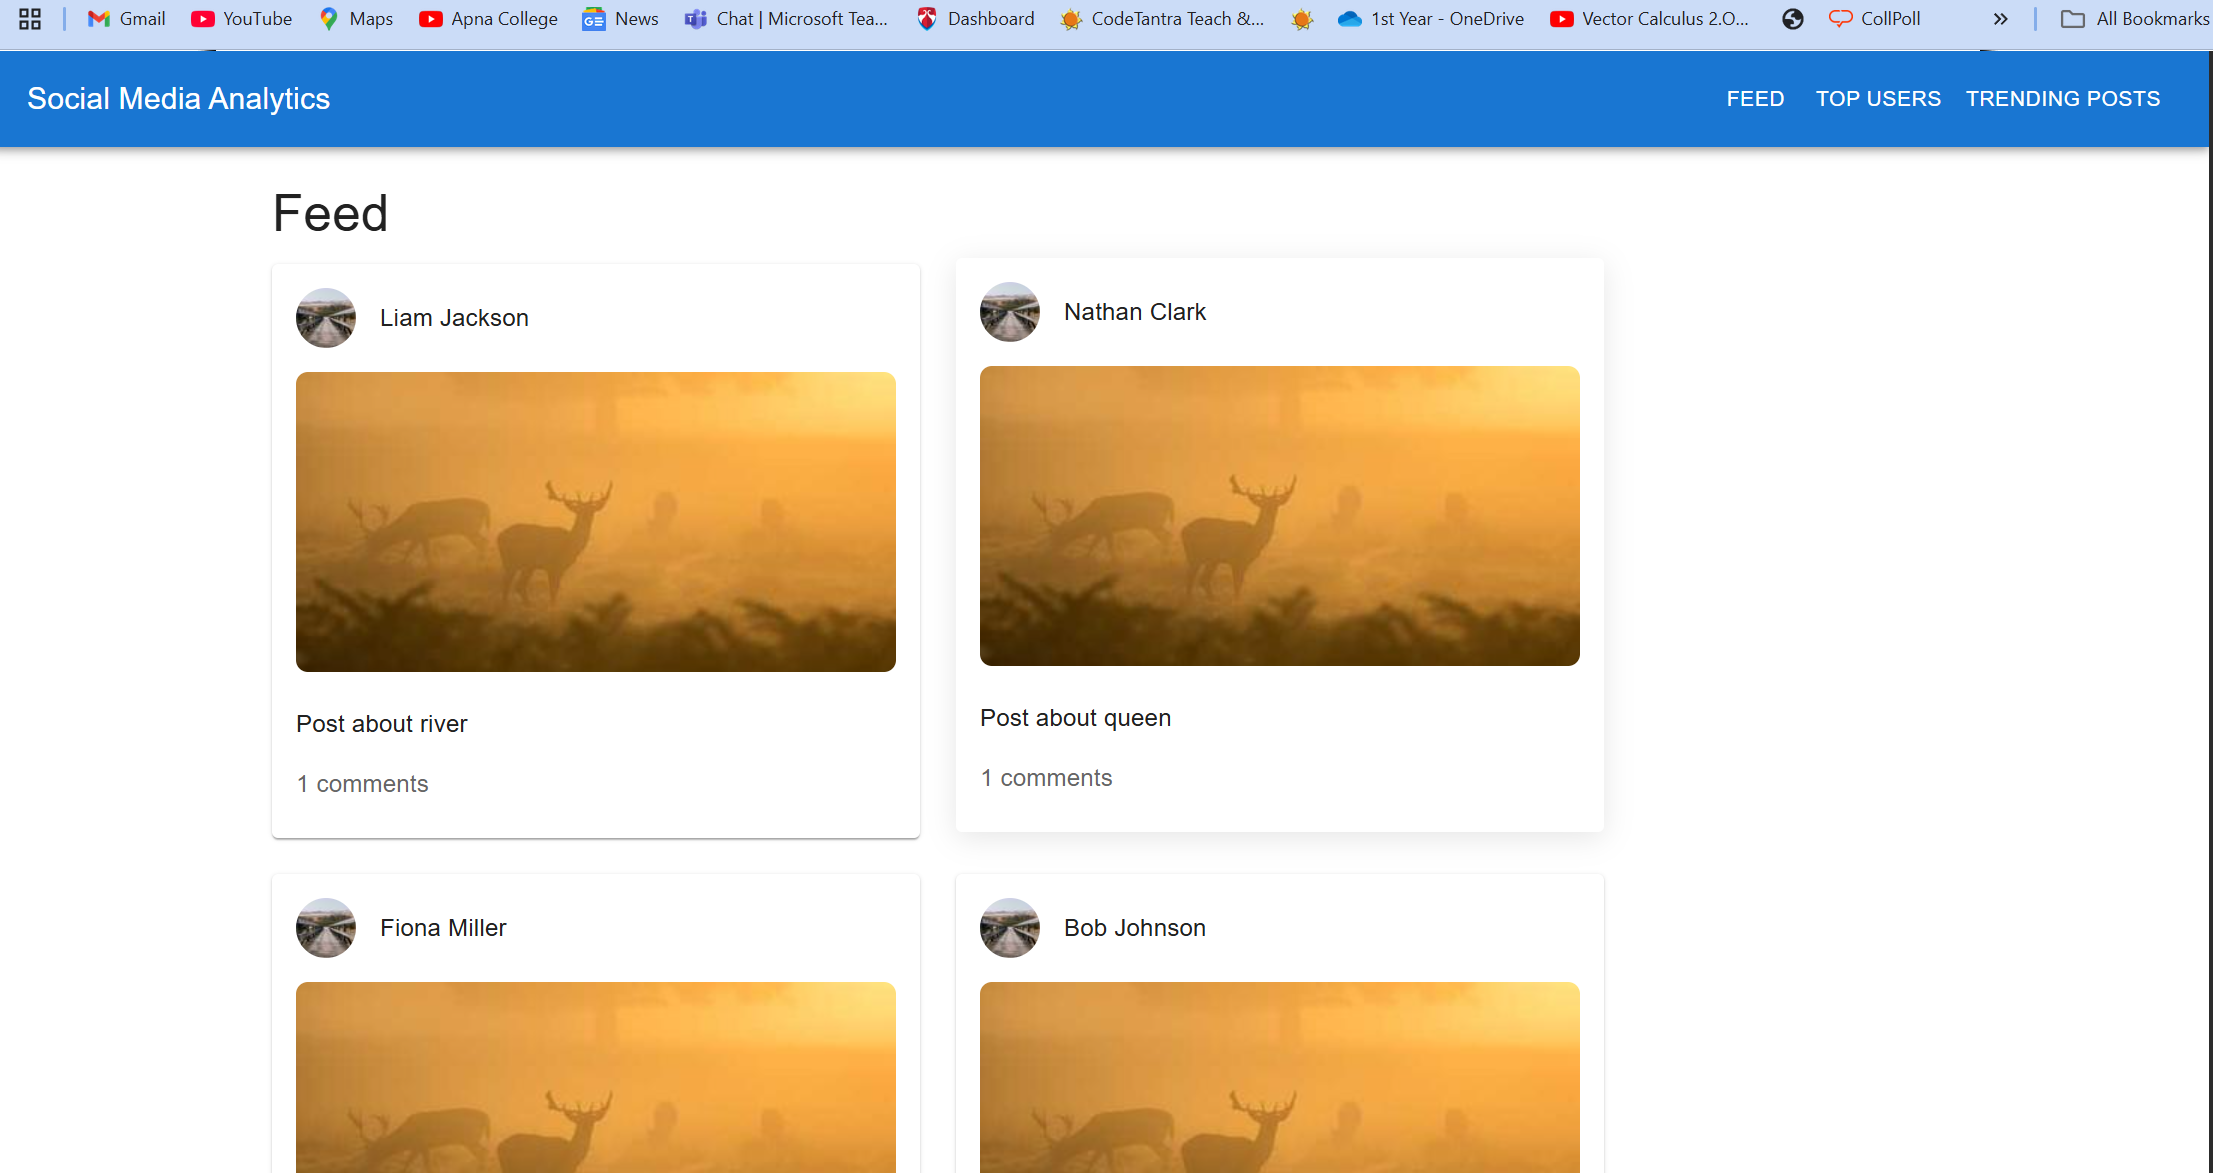 Gmail YouTube Maps Apna College News Chat | Microsoft Tea... Dashboard CodeTantra Teach &... 1st Year - OneDrive Vector Calculus 2.O... CollPoll » All Bookmarks
Social Media Analytics FEED TOP USERS TRENDING POSTS
Feed
Liam Jackson
Post about river
1 comments
Nathan Clark
Post about queen
1 comments
Fiona Miller
Bob Johnson